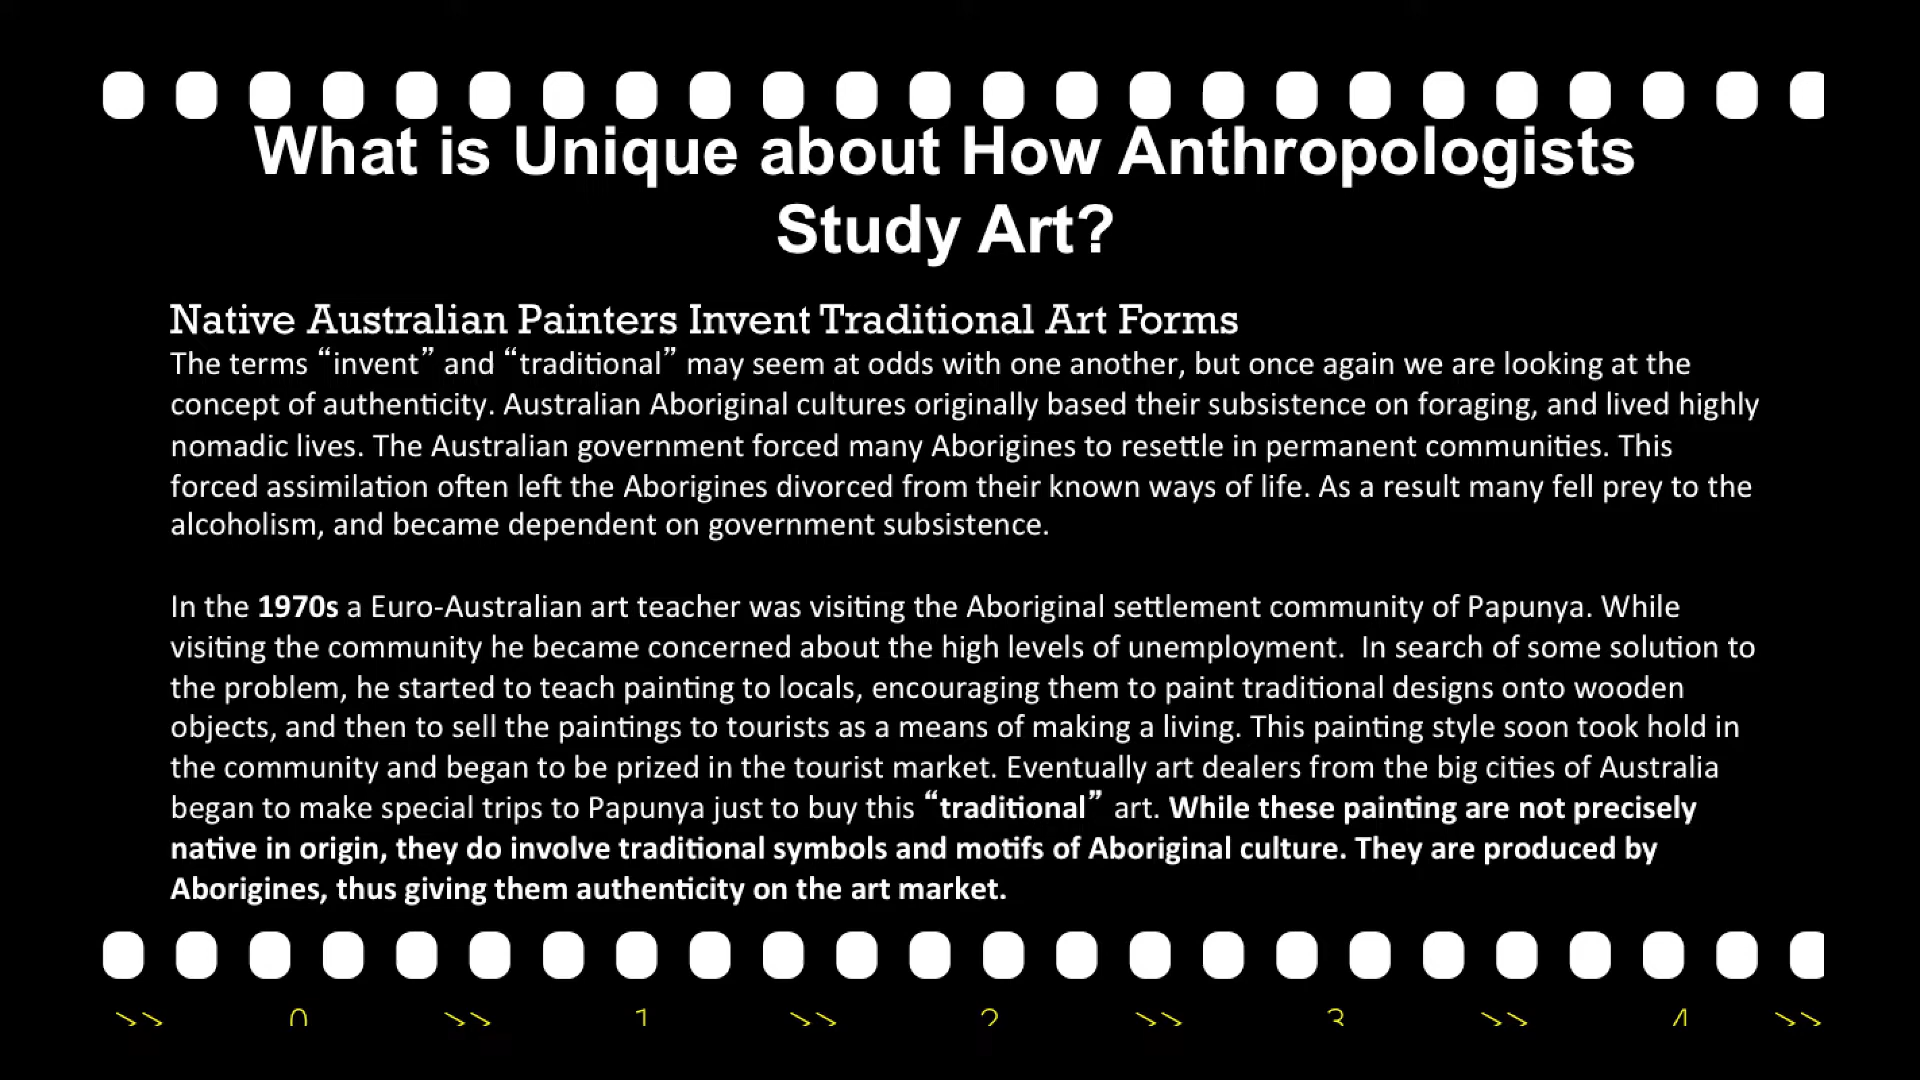 What is Unique about How Anthropologists
Study Art?
Native Australian Painters Invent Traditional Art Forms
The terms “invent” and “traditional” may seem at odds with one another, but once again we are looking at the
concept of authenticity. Australian Aboriginal cultures originally based their subsistence on foraging, and lived highly
nomadic lives. The Australian government forced many Aborigines to resettle in permanent communities. This
forced assimilation often left the Aborigines divorced from their known ways of life. As a result many fell prey to the
alcoholism, and became dependent on government subsistence.
In the 1970s a Euro-Australian art teacher was visiting the Aboriginal settlement community of Papunya. While
visiting the community he became concerned about the high levels of unemployment.  In search of some solution to
the problem, he started to teach painting to locals, encouraging them to paint traditional designs onto wooden
objects, and then to sell the paintings to tourists as a means of making a living. This painting style soon took hold in
the community and began to be prized in the tourist market. Eventually art dealers from the big cities of Australia
began to make special trips to Papunya just to buy this “traditional” art. While these painting are not precisely
native in origin, they do involve traditional symbols and motifs of Aboriginal culture. They are produced by
Aborigines, thus giving them authenticity on the art market.
>> 0 >> 1 >> 2 >> 3 >> 4 >>